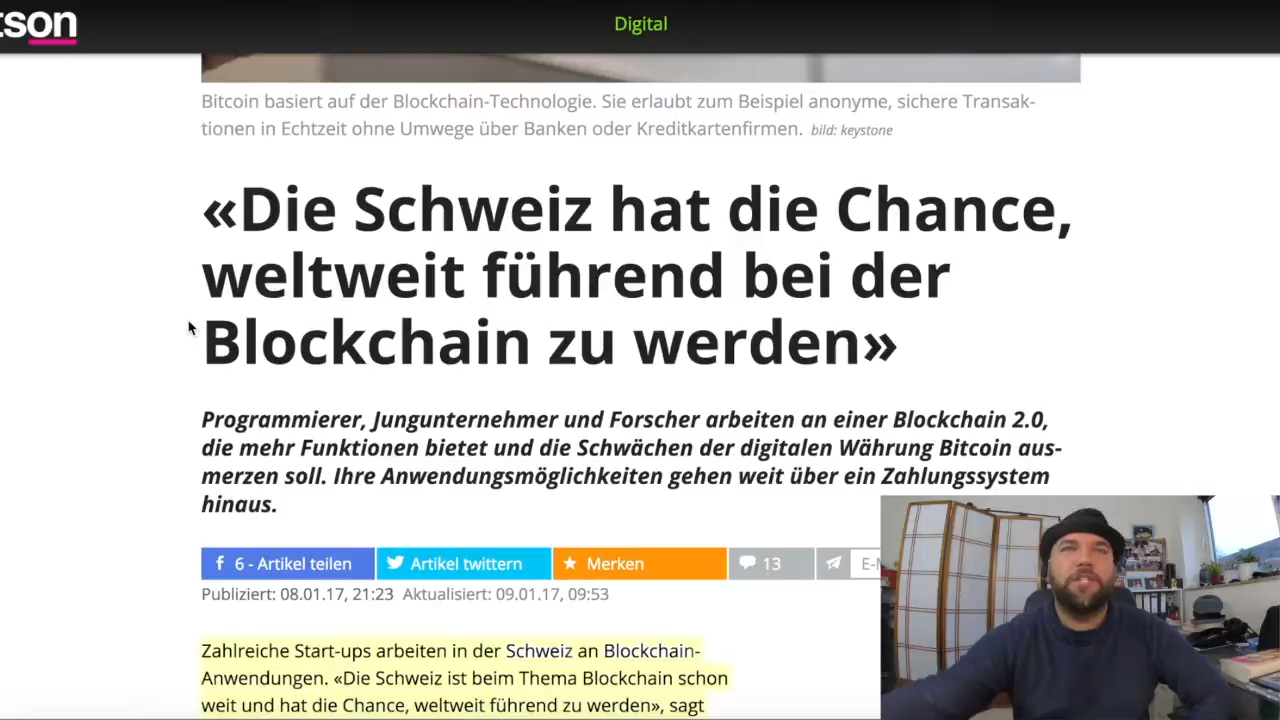 tson
Digital
Bitcoin basiert auf der Blockchain-Technologie. Sie erlaubt zum Beispiel anonyme, sichere Transak-
tionen in Echtzeit ohne Umwege über Banken oder Kreditkartenfirmen. bild: keystone
«Die Schweiz hat die Chance,
weltweit führend bei der
Blockchain zu werden»
Programmierer, Jungunternehmer und Forscher arbeiten an einer Blockchain 2.0,
die mehr Funktionen bietet und die Schwächen der digitalen Währung Bitcoin aus-
merzen soll. Ihre Anwendungsmöglichkeiten gehen weit über ein Zahlungssystem
hinaus.
6 - Artikel teilen Artikel twittern Merken 13 E-M
Publiziert: 08.01.17, 21:23 Aktualisiert: 09.01.17, 09:53
Zahlreiche Start-ups arbeiten in der Schweiz an Blockchain-
Anwendungen. «Die Schweiz ist beim Thema Blockchain schon
weit und hat die Chance, weltweit führend zu werden», sagt